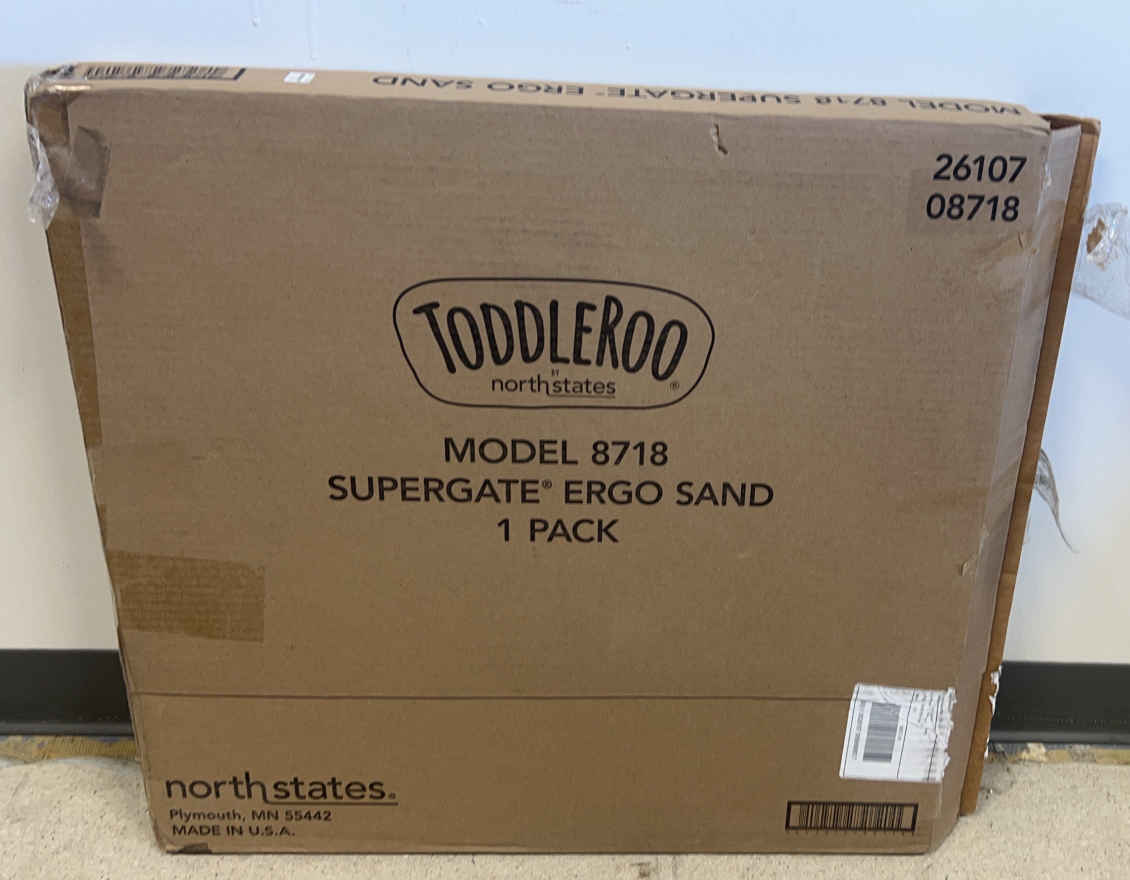 MODEL 8718 SUPERGATE® ERGO SAND
26107
08718
TODDLEROO
BY
northstates
®
MODEL 8718
SUPERGATE® ERGO SAND
1 PACK
northstates®
Plymouth, MN 55442
MADE IN U.S.A.